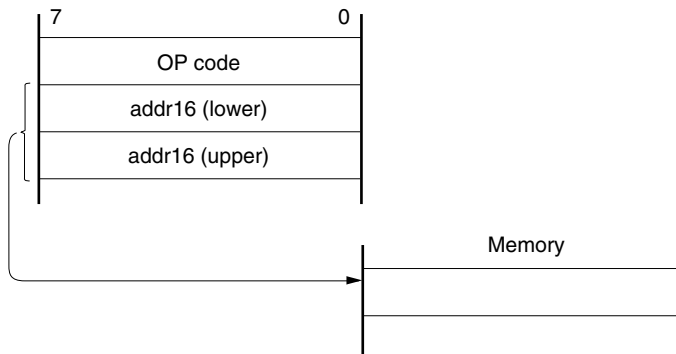 7 0
OP code
addr16 (lower)
addr16 (upper)
Memory